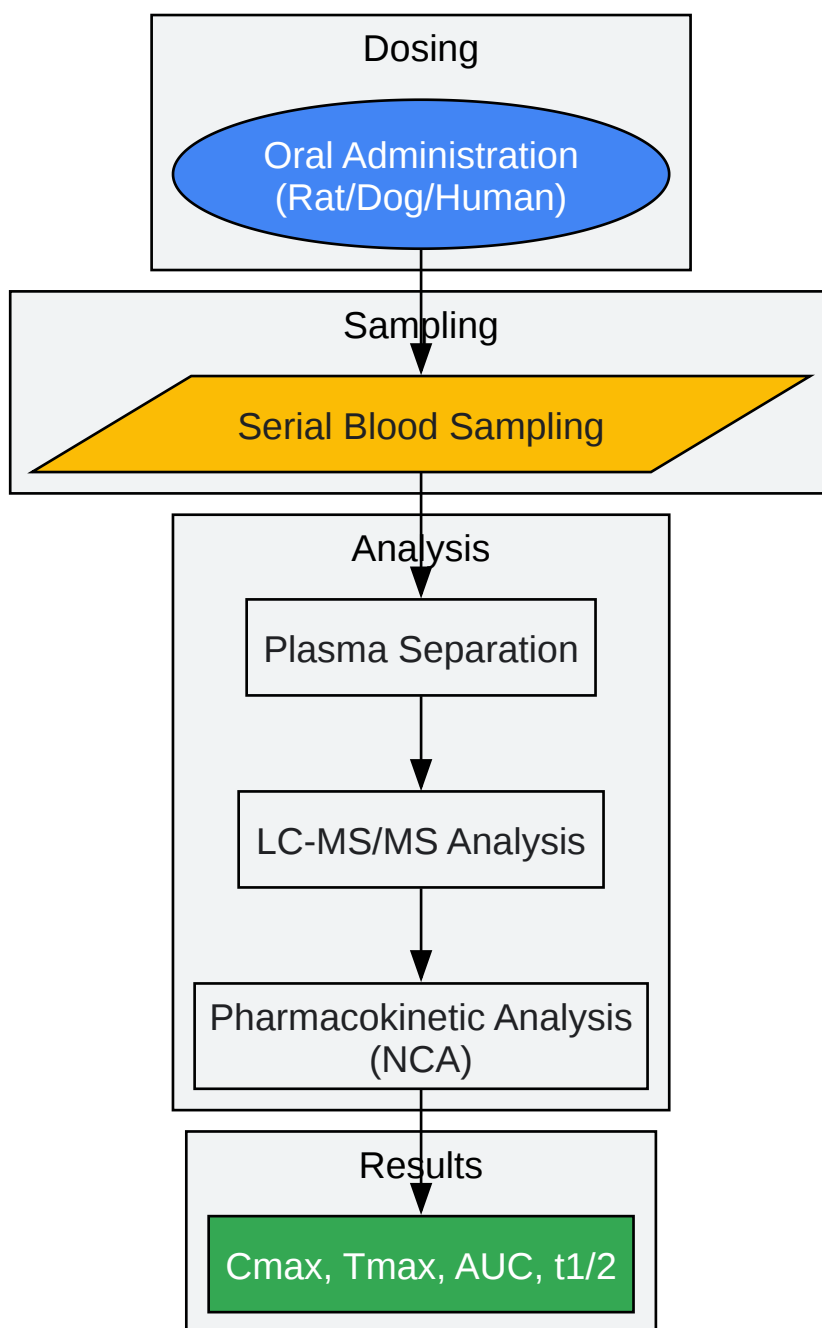 Dosing
Oral Administration
(Rat/Dog/Human)
Sampling
Serial Blood Sampling
Analysis
Plasma Separation
LC-MS/MS Analysis
Pharmacokinetic Analysis
(NCA)
Results
Cmax, Tmax, AUC, t1/2